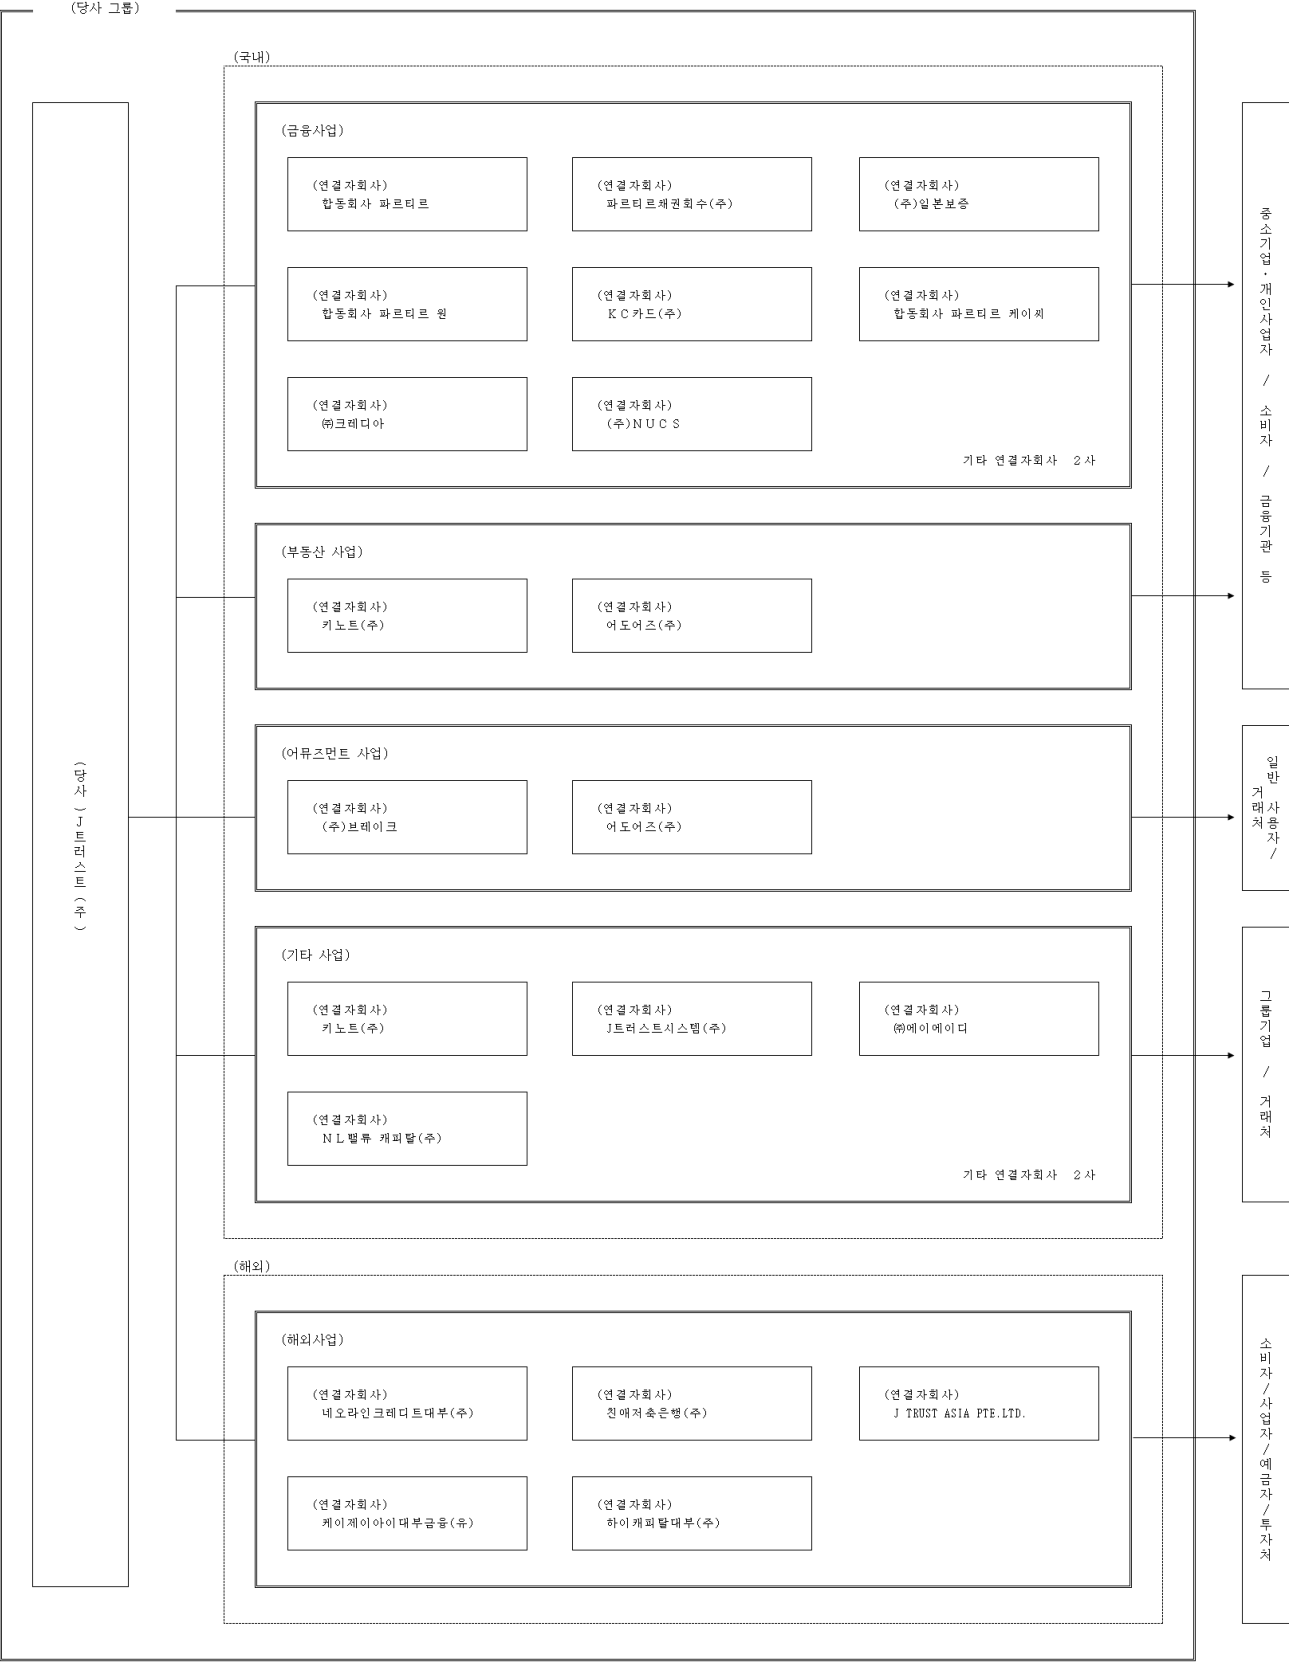 (당사 그룹)
(국내)
(당사)J트러스트(주)
(금융사업)
(연결자회사)
합동회사 파르티르
(연결자회사)
파르티르채권회수(주)
(연결자회사)
(주)일본보증
(연결자회사)
합동회사 파르티르 원
(연결자회사)
KC카드(주)
(연결자회사)
합동회사 파르티르 케이씨
(연결자회사)
㈜크레디아
(연결자회사)
(주)NUCS
기타 연결자회사 2사
중소기업·개인사업자 / 소비자 / 금융기관 등
(부동산 사업)
(연결자회사)
키노트(주)
(연결자회사)
어도어즈(주)
(어뮤즈먼트 사업)
(연결자회사)
(주)브레이크
(연결자회사)
어도어즈(주)
일반 사용자/
거래처
(기타 사업)
(연결자회사)
키노트(주)
(연결자회사)
J트러스트시스템(주)
(연결자회사)
㈜에이에이디
(연결자회사)
NL밸류 캐피탈(주)
기타 연결자회사 2사
그룹기업 / 거래처
(해외)
(해외사업)
(연결자회사)
네오라인크레디트대부(주)
(연결자회사)
친애저축은행(주)
(연결자회사)
J TRUST ASIA PTE.LTD.
(연결자회사)
케이제이아이대부금융(유)
(연결자회사)
하이캐피탈대부(주)
소비자/사업자/예금자/투자처